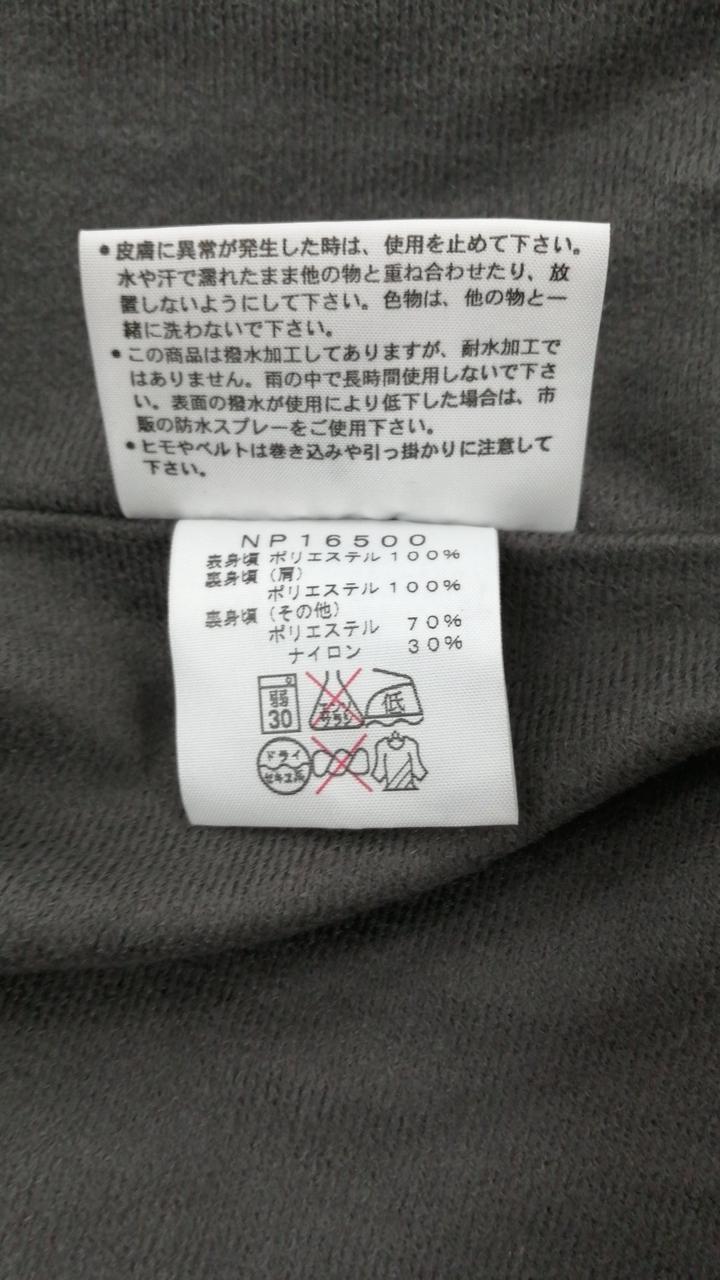 ●皮膚に異常が発生した時は、使用を止めて下さい。
水や汗で濡れたまま他の物と重ね合わせたり、放
置しないようにして下さい。色物は、他の物と一
緒に洗わないで下さい。
●この商品は撥水加工してありますが、耐水加工で
はありません。雨の中で長時間使用しないで下さ
い。表面の撥水が使用により低下した場合は、市
販の防水スプレーをご使用下さい。
●ヒモやベルトは巻き込みや引っ掛かりに注意して
下さい。
NP16500
表身頃 ポリエステル 100%
裏身頃（肩）
ポリエステル 100%
裏身頃（その他）
ポリエステル 70%
ナイロン 30%
弱 30
エンソ サラシ
低
ドライ セキユ系